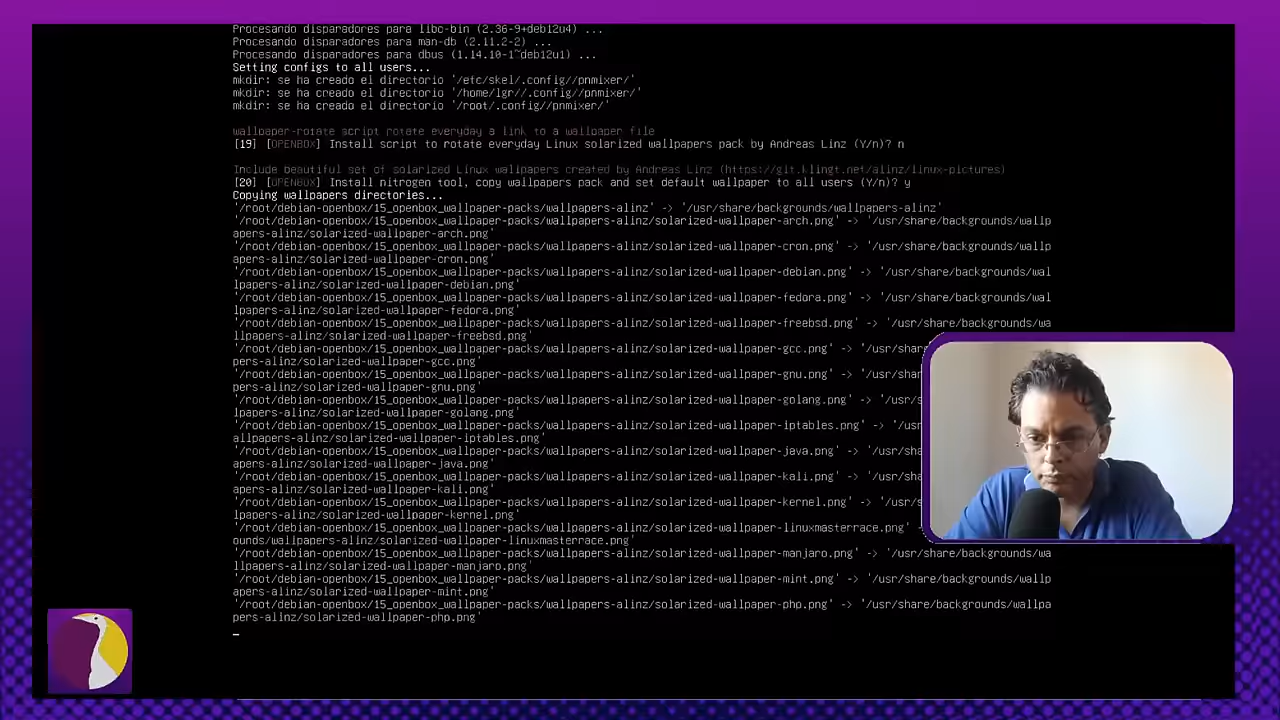 Procesando disparadores para libc-bin (2.36-9+deb12u4) ...
Procesando disparadores para man-db (2.11.2-2) ...
Procesando disparadores para dbus (1.14.10-1~deb12u1) ...
Setting configs to all users...
mkdir: se ha creado el directorio '/etc/skel/.config//pnmixer/'
mkdir: se ha creado el directorio '/home/lgr//.config//pnmixer/'
mkdir: se ha creado el directorio '/root/.config//pnmixer/'
wallpaper-rotate script rotate everyday a link to a wallpaper file
[19] [OPENBOX] Install script to rotate everyday Linux solarized wallpapers pack by Andreas Linz (Y/n)? n
Include beautiful set of solarized Linux wallpapers created by Andreas Linz (https://git.klingt.net/alinz/linux-pictures)
[20] [OPENBOX] Install nitrogen tool, copy wallpapers pack and set default wallpaper to all users (Y/n)? y
Copying wallpapers directories...
'/root/debian-openbox/15_openbox_wallpaper-packs/wallpapers-alinz' -> '/usr/share/backgrounds/wallpapers-alinz'
'/root/debian-openbox/15_openbox_wallpaper-packs/wallpapers-alinz/solarized-wallpaper-arch.png' -> '/usr/share/backgrounds/wallp
apers-alinz/solarized-wallpaper-arch.png'
'/root/debian-openbox/15_openbox_wallpaper-packs/wallpapers-alinz/solarized-wallpaper-cron.png' -> '/usr/share/backgrounds/wallp
apers-alinz/solarized-wallpaper-cron.png'
'/root/debian-openbox/15_openbox_wallpaper-packs/wallpapers-alinz/solarized-wallpaper-debian.png' -> '/usr/share/backgrounds/wal
lpapers-alinz/solarized-wallpaper-debian.png'
'/root/debian-openbox/15_openbox_wallpaper-packs/wallpapers-alinz/solarized-wallpaper-fedora.png' -> '/usr/share/backgrounds/wal
lpapers-alinz/solarized-wallpaper-fedora.png'
'/root/debian-openbox/15_openbox_wallpaper-packs/wallpapers-alinz/solarized-wallpaper-freebsd.png' -> '/usr/share/backgrounds/wa
llpapers-alinz/solarized-wallpaper-freebsd.png'
'/root/debian-openbox/15_openbox_wallpaper-packs/wallpapers-alinz/solarized-wallpaper-gcc.png' -> '/usr/shar
pers-alinz/solarized-wallpaper-gcc.png'
'/root/debian-openbox/15_openbox_wallpaper-packs/wallpapers-alinz/solarized-wallpaper-gnu.png' -> '/usr/shar
pers-alinz/solarized-wallpaper-gnu.png'
'/root/debian-openbox/15_openbox_wallpaper-packs/wallpapers-alinz/solarized-wallpaper-golang.png' -> '/usr/s
lpapers-alinz/solarized-wallpaper-golang.png'
'/root/debian-openbox/15_openbox_wallpaper-packs/wallpapers-alinz/solarized-wallpaper-iptables.png' -> '/usr
allpapers-alinz/solarized-wallpaper-iptables.png'
'/root/debian-openbox/15_openbox_wallpaper-packs/wallpapers-alinz/solarized-wallpaper-java.png' -> '/usr/sha
apers-alinz/solarized-wallpaper-java.png'
'/root/debian-openbox/15_openbox_wallpaper-packs/wallpapers-alinz/solarized-wallpaper-kali.png' -> '/usr/sha
apers-alinz/solarized-wallpaper-kali.png'
'/root/debian-openbox/15_openbox_wallpaper-packs/wallpapers-alinz/solarized-wallpaper-kernel.png' -> '/usr/s
lpapers-alinz/solarized-wallpaper-kernel.png'
'/root/debian-openbox/15_openbox_wallpaper-packs/wallpapers-alinz/solarized-wallpaper-linuxmasterrace.png' -
ounds/wallpapers-alinz/solarized-wallpaper-linuxmasterrace.png'
'/root/debian-openbox/15_openbox_wallpaper-packs/wallpapers-alinz/solarized-wallpaper-manjaro.png' -> '/usr/share/backgrounds/wa
llpapers-alinz/solarized-wallpaper-manjaro.png'
'/root/debian-openbox/15_openbox_wallpaper-packs/wallpapers-alinz/solarized-wallpaper-mint.png' -> '/usr/share/backgrounds/wallp
apers-alinz/solarized-wallpaper-mint.png'
'/root/debian-openbox/15_openbox_wallpaper-packs/wallpapers-alinz/solarized-wallpaper-php.png' -> '/usr/share/backgrounds/wallpa
pers-alinz/solarized-wallpaper-php.png'